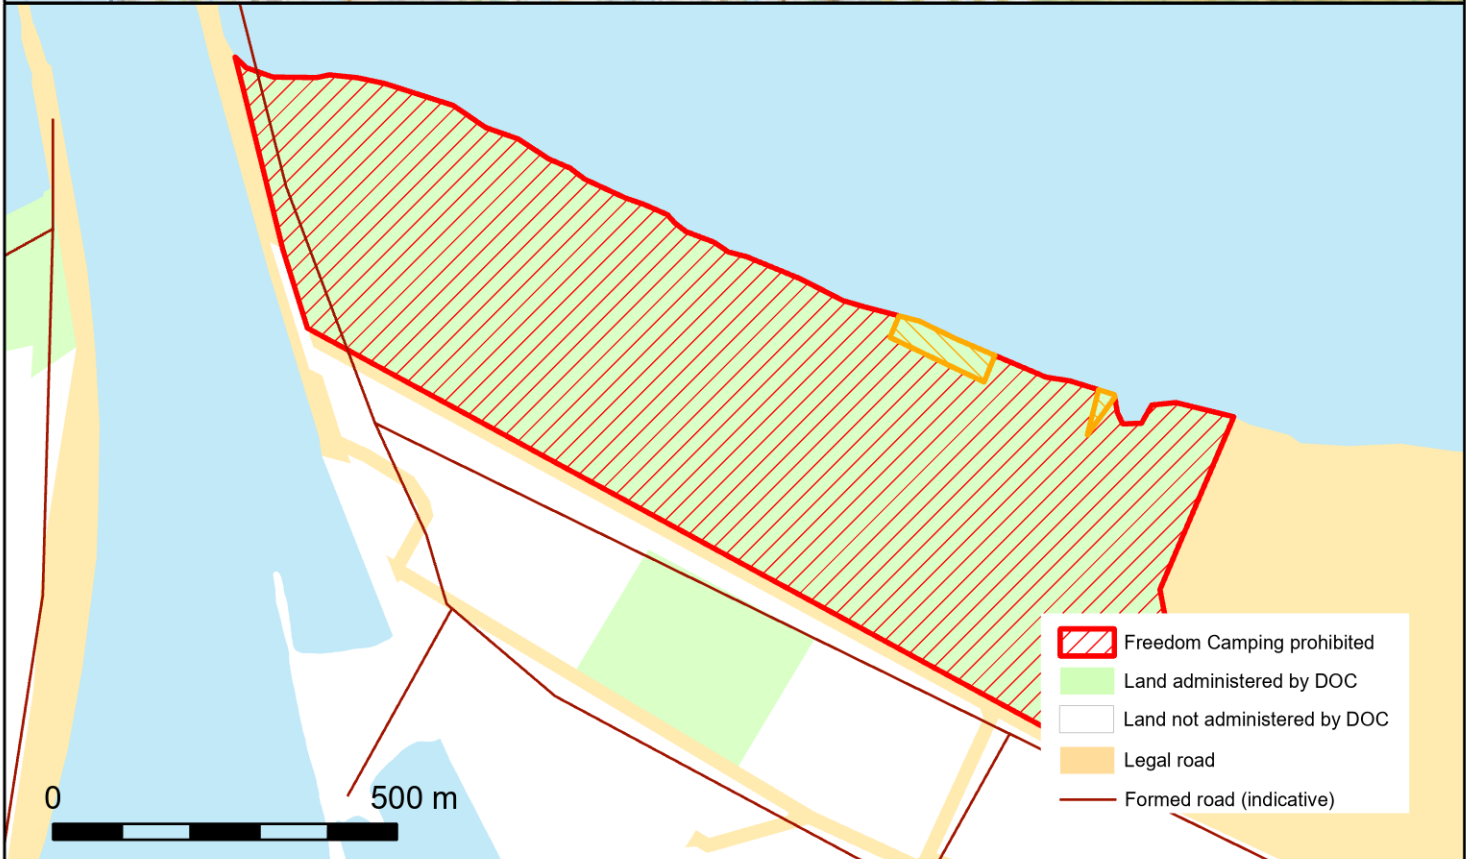 Freedom Camping prohibited
Land administered by DOC
Land not administered by DOC
Legal road
Formed road (indicative)
0 500 m